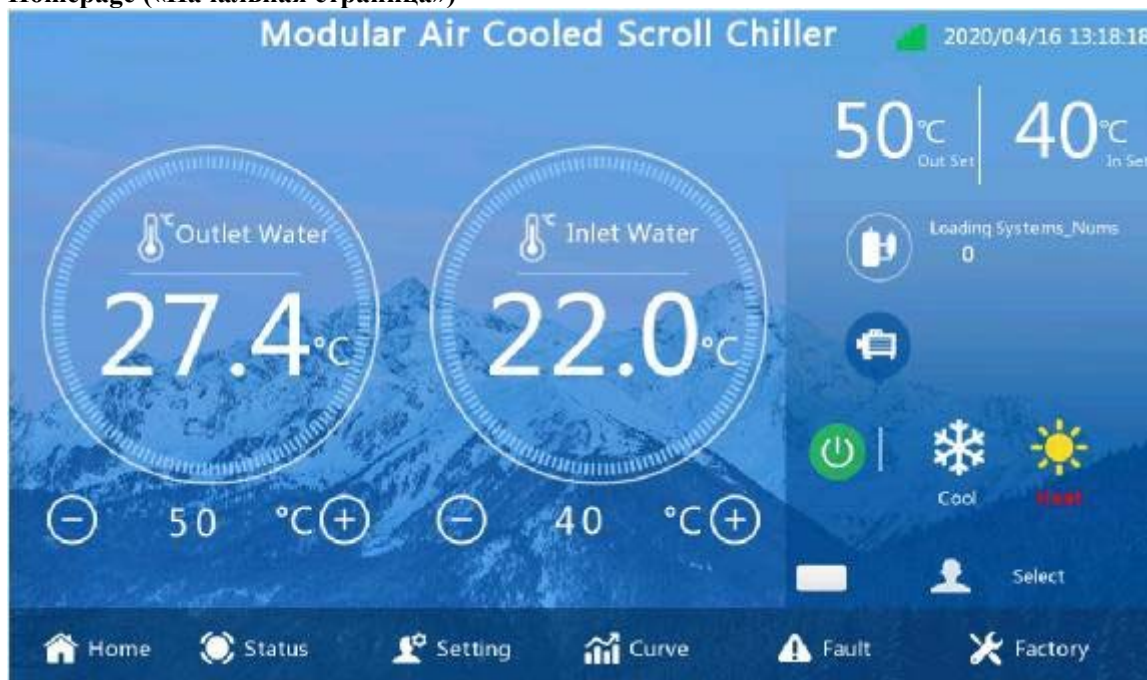 Homepage («Начальная страница»)
Modular Air Cooled Scroll Chiller
2020/04/16 13:18:18
50°C Out Set
40°C In Set
°C Outlet Water
27.4°C
°C Inlet Water
22.0°C
Loading Systems_Nums
0
Cool
Heat
− 50 °C +
− 40 °C +
Select
Home Status Setting Curve Fault Factory